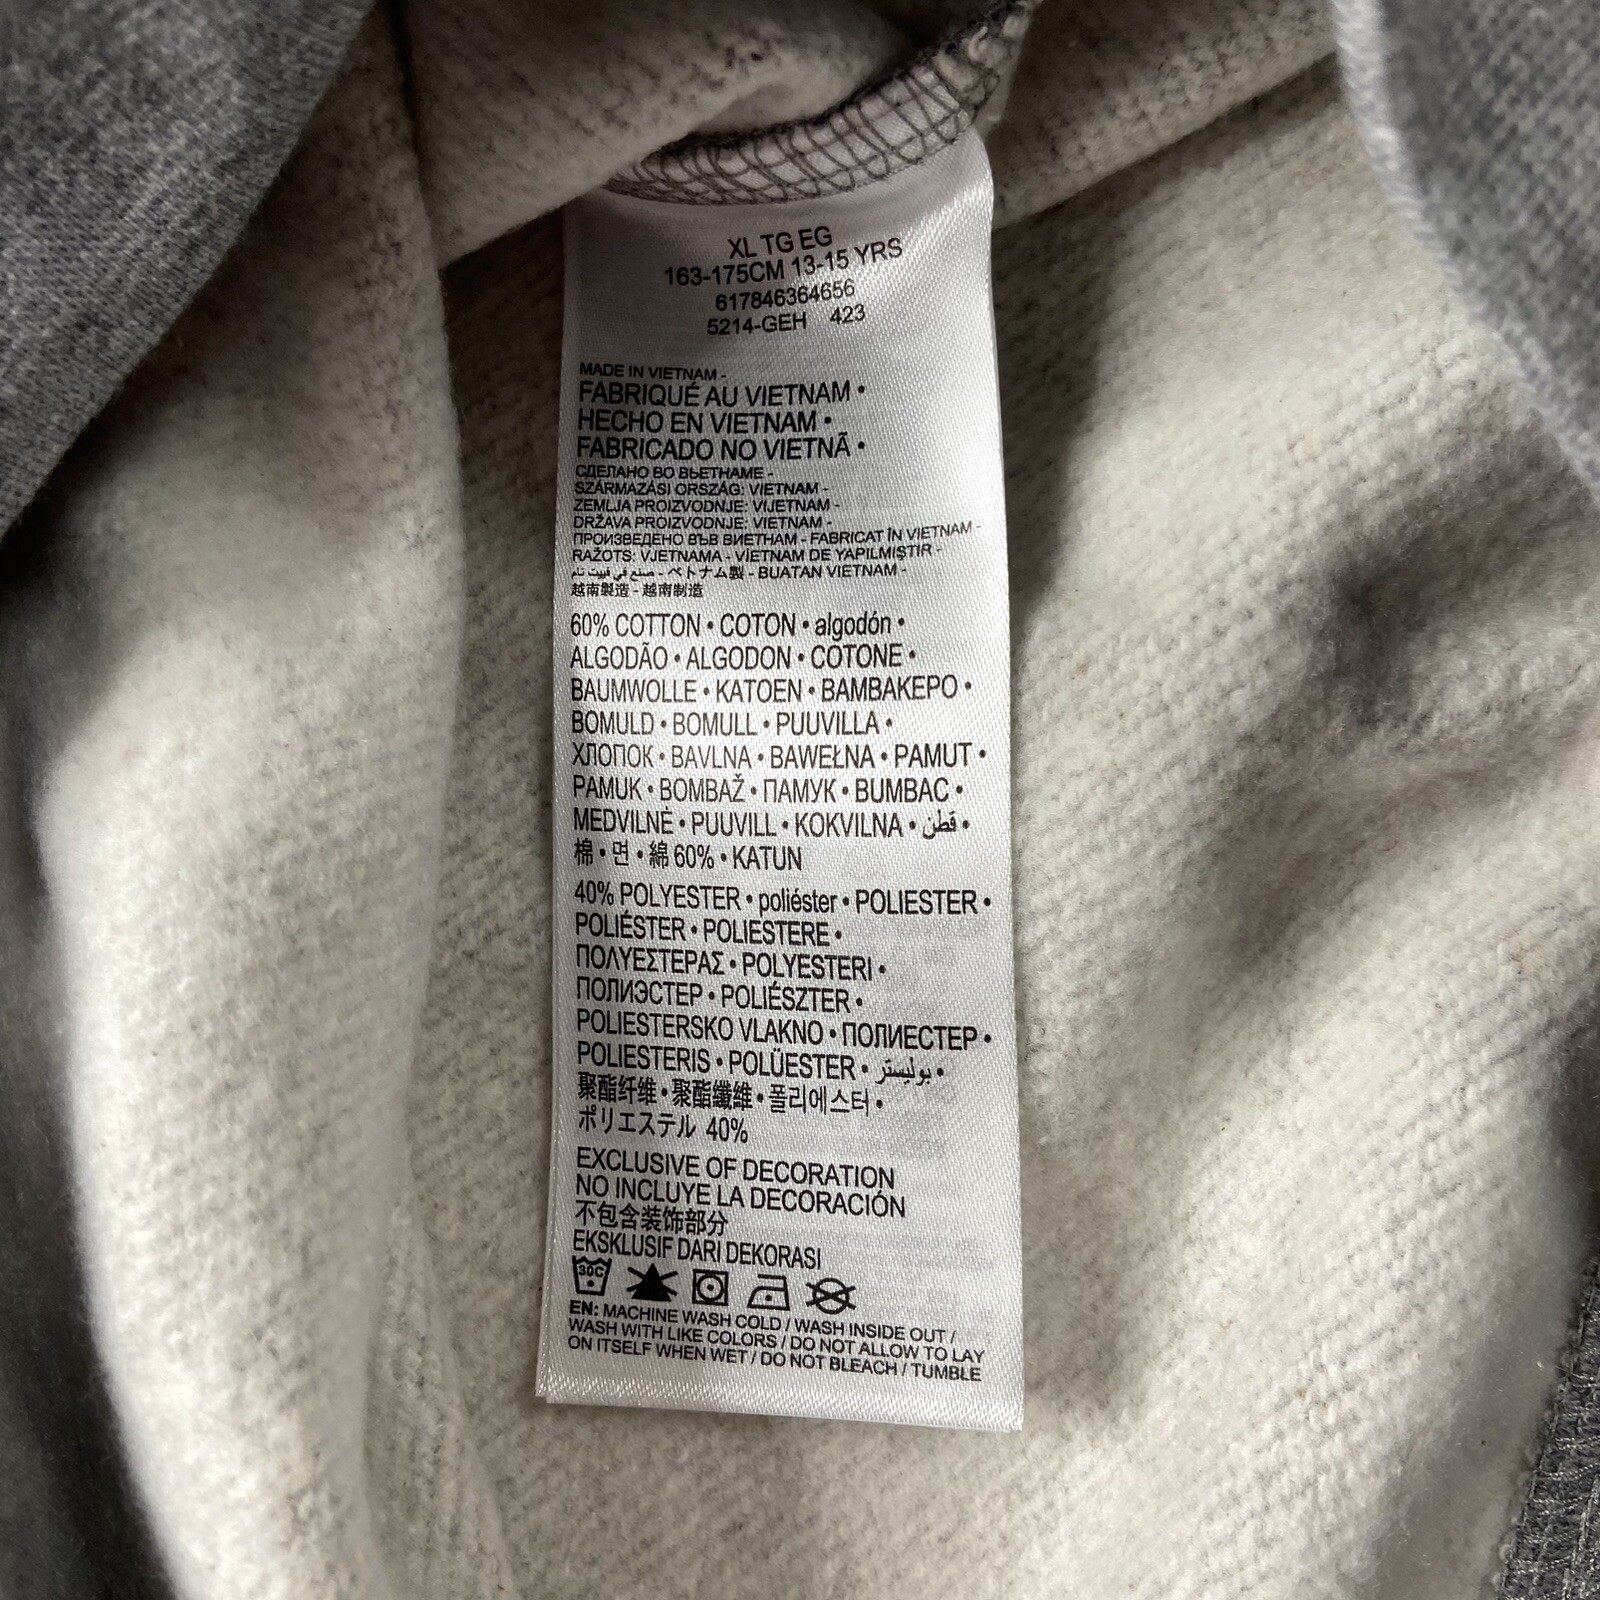 XL TG EG
163-175CM 13-15 YRS
617846364656
5214-GEH 423
MADE IN VIETNAM -
FABRIQUÉ AU VIETNAM •
HECHO EN VIETNAM •
FABRICADO NO VIETNÃ •
СДЕЛАНО ВО ВЬЕТНАМЕ -
SZÁRMAZÁSI ORSZÁG: VIETNAM -
ZEMLJA PROIZVODNJE: VIJETNAM -
DRŽAVA PROIZVODNJE: VIETNAM -
ПРОИЗВЕДЕНО ВЪВ ВИЕТНАМ - FABRICAT ÎN VIETNAM -
RAŽOTS: VJETNAMA - VİETNAM DE YAPILMIŞTIR -
صنع في فييت نام - ベトナム製 - BUATAN VIETNAM -
越南製造 - 越南制造
60% COTTON • COTON • algodón •
ALGODÃO • ALGODON • COTONE •
BAUMWOLLE • KATOEN • ΒΑΜΒΑΚΕΡΟ •
BOMULD • BOMULL • PUUVILLA •
ХЛОПОК • BAVLNA • BAWEŁNA • PAMUT •
PAMUK • BOMBAŽ • ПАМУК • BUMBAC •
MEDVILNĖ • PUUVILL • KOKVILNA • قطن •
棉 • 면 • 綿 60% • KATUN
40% POLYESTER • poliéster • POLIESTER •
POLIÉSTER • POLIESTERE •
ΠΟΛΥΕΣΤΕΡΑΣ • POLYESTERI •
ПОЛИЭСТЕР • POLIÉSZTER •
POLIESTERSKO VLAKNO • ПОЛИЕСТЕР •
POLIESTERIS • POLÜESTER • بوليستر •
聚酯纤维 • 聚酯纖維 • 폴리에스터 •
ポリエステル 40%
EXCLUSIVE OF DECORATION
NO INCLUYE LA DECORACIÓN
不包含装饰部分
EKSKLUSIF DARI DEKORASI
30C
EN: MACHINE WASH COLD / WASH INSIDE OUT /
WASH WITH LIKE COLORS / DO NOT ALLOW TO LAY
ON ITSELF WHEN WET / DO NOT BLEACH / TUMBLE